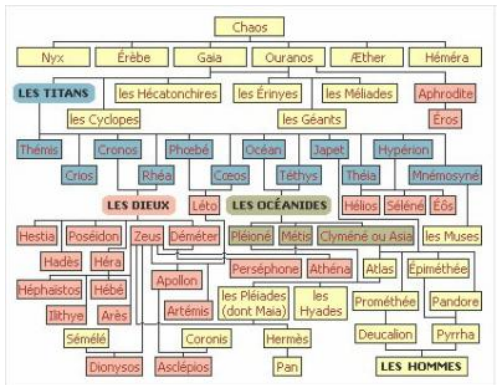 Chaos
Nyx Érèbe Gaia Ouranos Æther Héméra
LES TITANS les Hécatonchires les Érinyes les Méliades Aphrodite
les Cyclopes les Géants Éros
Thémis Cronos Phœbé Océan Japet Hypérion
Crios Rhéa Cœos Téthys Théia Mnémosyné
LES DIEUX Léto LES OCÉANIDES Hélios Séléné Éôs
Hestia Poséidon Zeus Déméter Pléioné Métis Clyméné ou Asia les Muses
Hadès Héra Perséphone Athéna Atlas Épiméthée
Héphaïstos Hébé Apollon les Pléiades
(dont Maia) les
Hyades Prométhée Pandore
Ilithye Arès Artémis
Sémélé Coronis Hermès Deucalion Pyrrha
Dionysos Asclépios Pan LES HOMMES